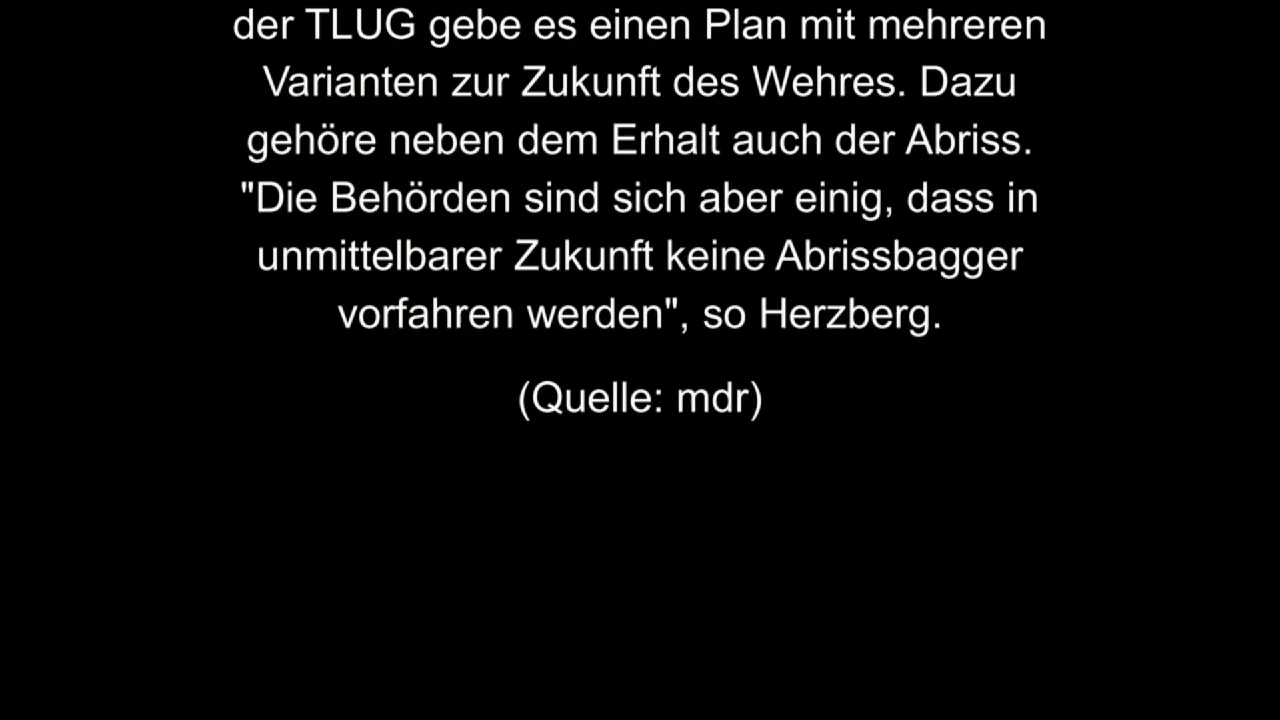 der TLUG gebe es einen Plan mit mehreren
Varianten zur Zukunft des Wehres. Dazu
gehöre neben dem Erhalt auch der Abriss.
"Die Behörden sind sich aber einig, dass in
unmittelbarer Zukunft keine Abrissbagger
vorfahren werden", so Herzberg.
(Quelle: mdr)